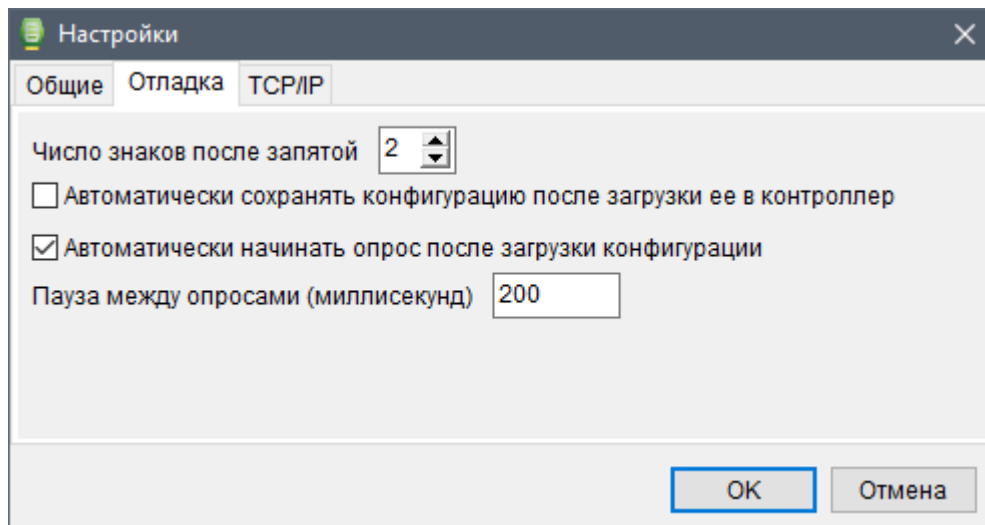 Настройки
Общие Отладка TCP/IP
Число знаков после запятой 2
Автоматически сохранять конфигурацию после загрузки ее в контроллер
Автоматически начинать опрос после загрузки конфигурации
Пауза между опросами (миллисекунд) 200
OK Отмена